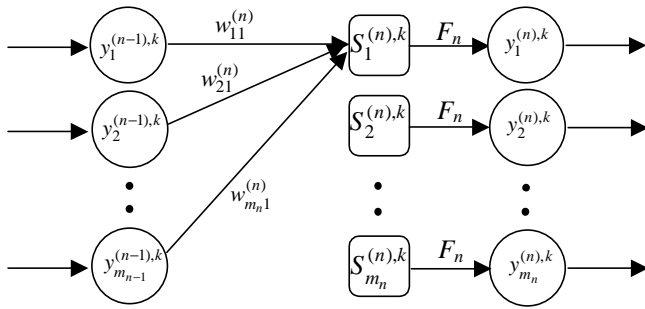 y_1^{(n-1),k} w_{11}^{(n)} S_1^{(n),k} F_n y_1^{(n),k}
w_{21}^{(n)}
y_2^{(n-1),k} S_2^{(n),k} F_n y_2^{(n),k}
w_{m_n1}^{(n)}
y_{m_{n-1}}^{(n-1),k} S_{m_n}^{(n),k} F_n y_{m_n}^{(n),k}